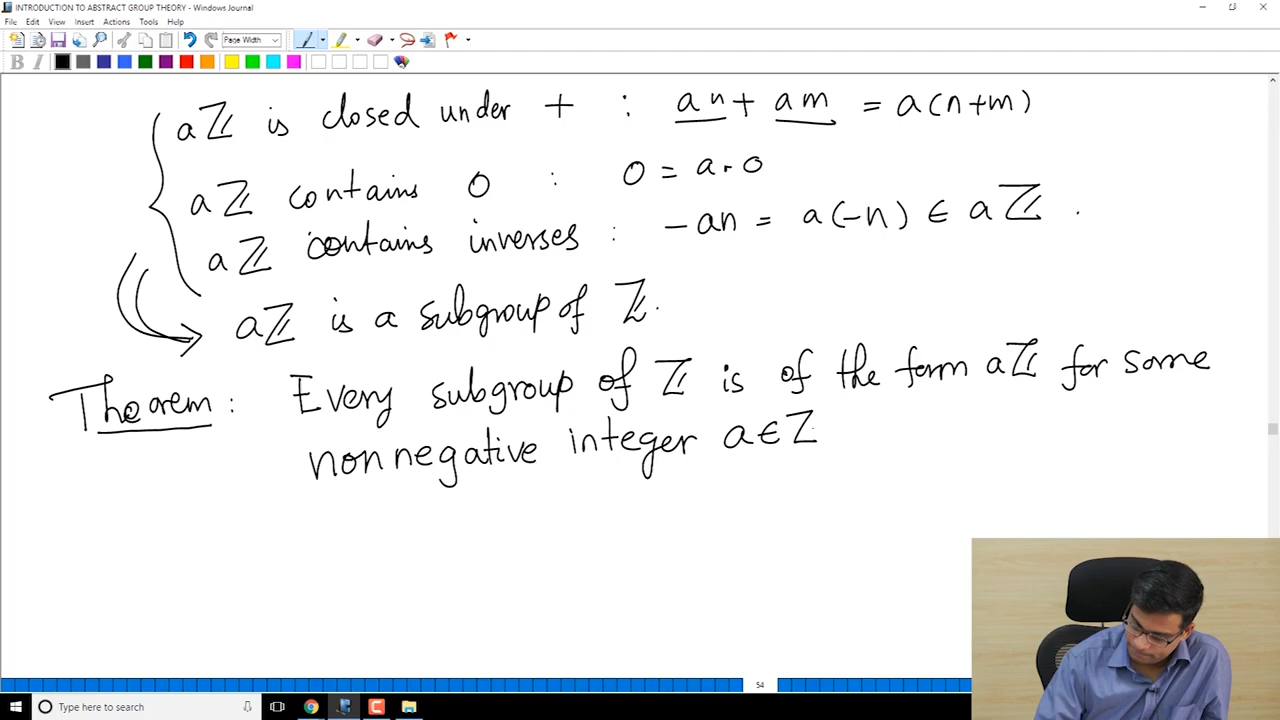 INTRODUCTION TO ABSTRACT GROUP THEORY - Windows Journal
File Edit View Insert Actions Tools Help
Page Width
B I
aℤ is closed under + : an + am = a(n+m)
aℤ contains 0 : 0 = a · 0
aℤ contains inverses : -an = a(-n) ∈ aℤ .
aℤ is a subgroup of ℤ.
Theorem : Every subgroup of ℤ is of the form aℤ for some
nonnegative integer a ∈ ℤ
54
Type here to search